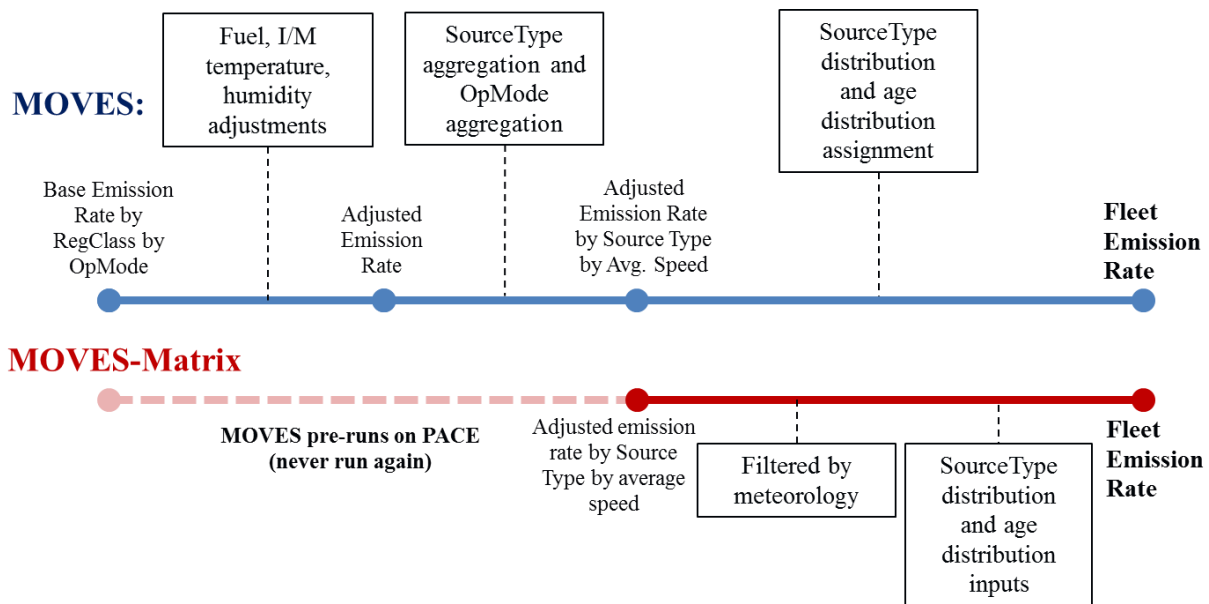 MOVES:
Fuel, I/M
temperature,
humidity
adjustments
SourceType
aggregation and
OpMode
aggregation
SourceType
distribution
and age
distribution
assignment
Base Emission
Rate by
RegClass by
OpMode
Adjusted
Emission
Rate
Adjusted
Emission Rate
by Source Type
by Avg. Speed
Fleet
Emission
Rate
MOVES-Matrix
MOVES pre-runs on PACE
(never run again)
Adjusted emission
rate by Source
Type by average
speed
Filtered by
meteorology
SourceType
distribution
and age
distribution
inputs
Fleet
Emission
Rate